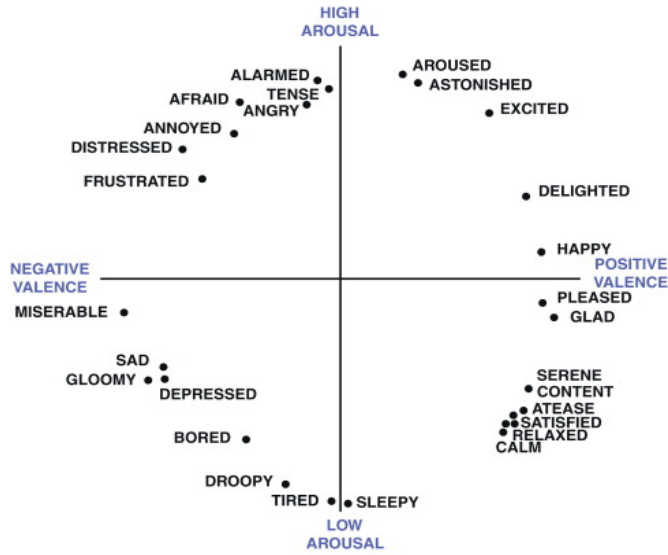 HIGH
AROUSAL
AROUSED
ALARMED
ASTONISHED
TENSE
AFRAID
ANGRY
EXCITED
ANNOYED
DISTRESSED
FRUSTRATED
DELIGHTED
HAPPY
NEGATIVE
VALENCE
POSITIVE
VALENCE
PLEASED
MISERABLE
GLAD
SAD
SERENE
GLOOMY
CONTENT
DEPRESSED
ATEASE
SATISFIED
RELAXED
BORED
CALM
DROOPY
TIRED
SLEEPY
LOW
AROUSAL